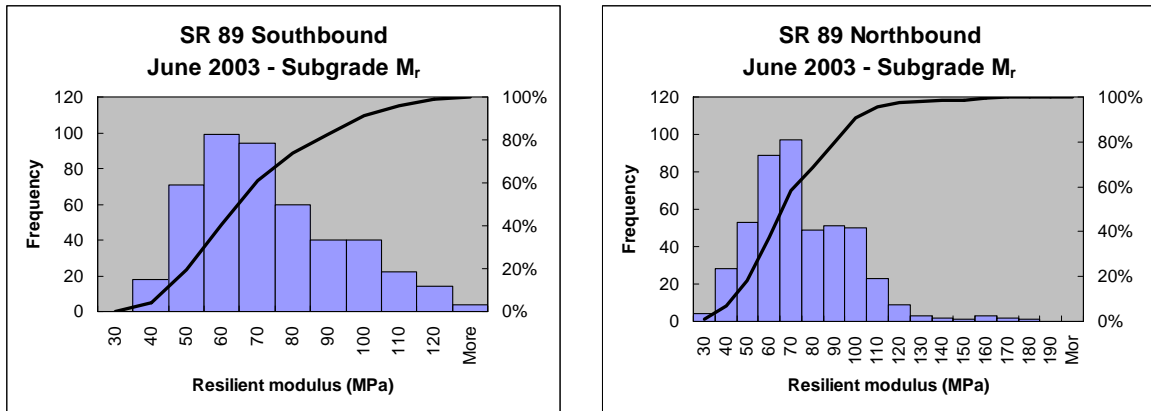 SR 89 Southbound
June 2003 - Subgrade Mr
120
100
80
60
40
20
0
Frequency
100%
80%
60%
40%
20%
0%
30 40 50 60 70 80 90 100 110 120 More
Resilient modulus (MPa)
SR 89 Northbound
June 2003 - Subgrade Mr
120
100
80
60
40
20
0
Frequency
100%
80%
60%
40%
20%
0%
30 40 50 60 70 80 90 100 110 120 130 140 150 160 170 180 190 Mor
Resilient modulus (MPa)